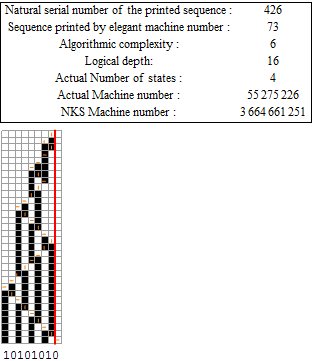 Natural serial number of the printed sequence : 426
Sequence printed by elegant machine number : 73
Algorithmic complexity : 6
Logical depth: 16
Actual Number of states : 4
Actual Machine number : 55 275 226
NKS Machine number : 3 664 661 251
10101010